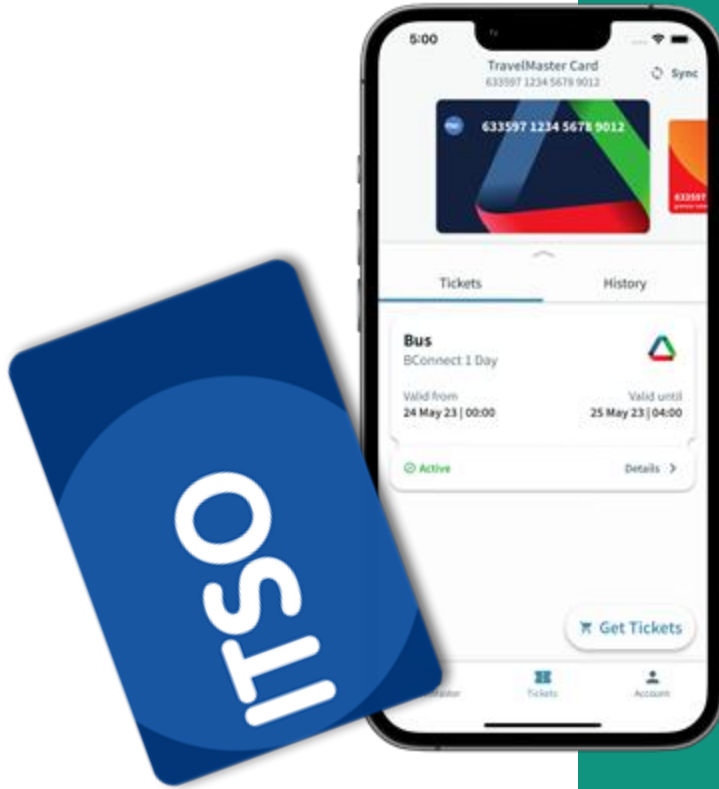 5:00
TravelMaster Card
633597 1234 5678 9012
Sync
633597 1234 5678 9012
633597
Tickets
History
Bus
BConnect 1 Day
Valid from
Valid until
24 May 23 | 00:00
25 May 23 | 04:00
Active
Details
Get Tickets
Tickets
Account
ITSO